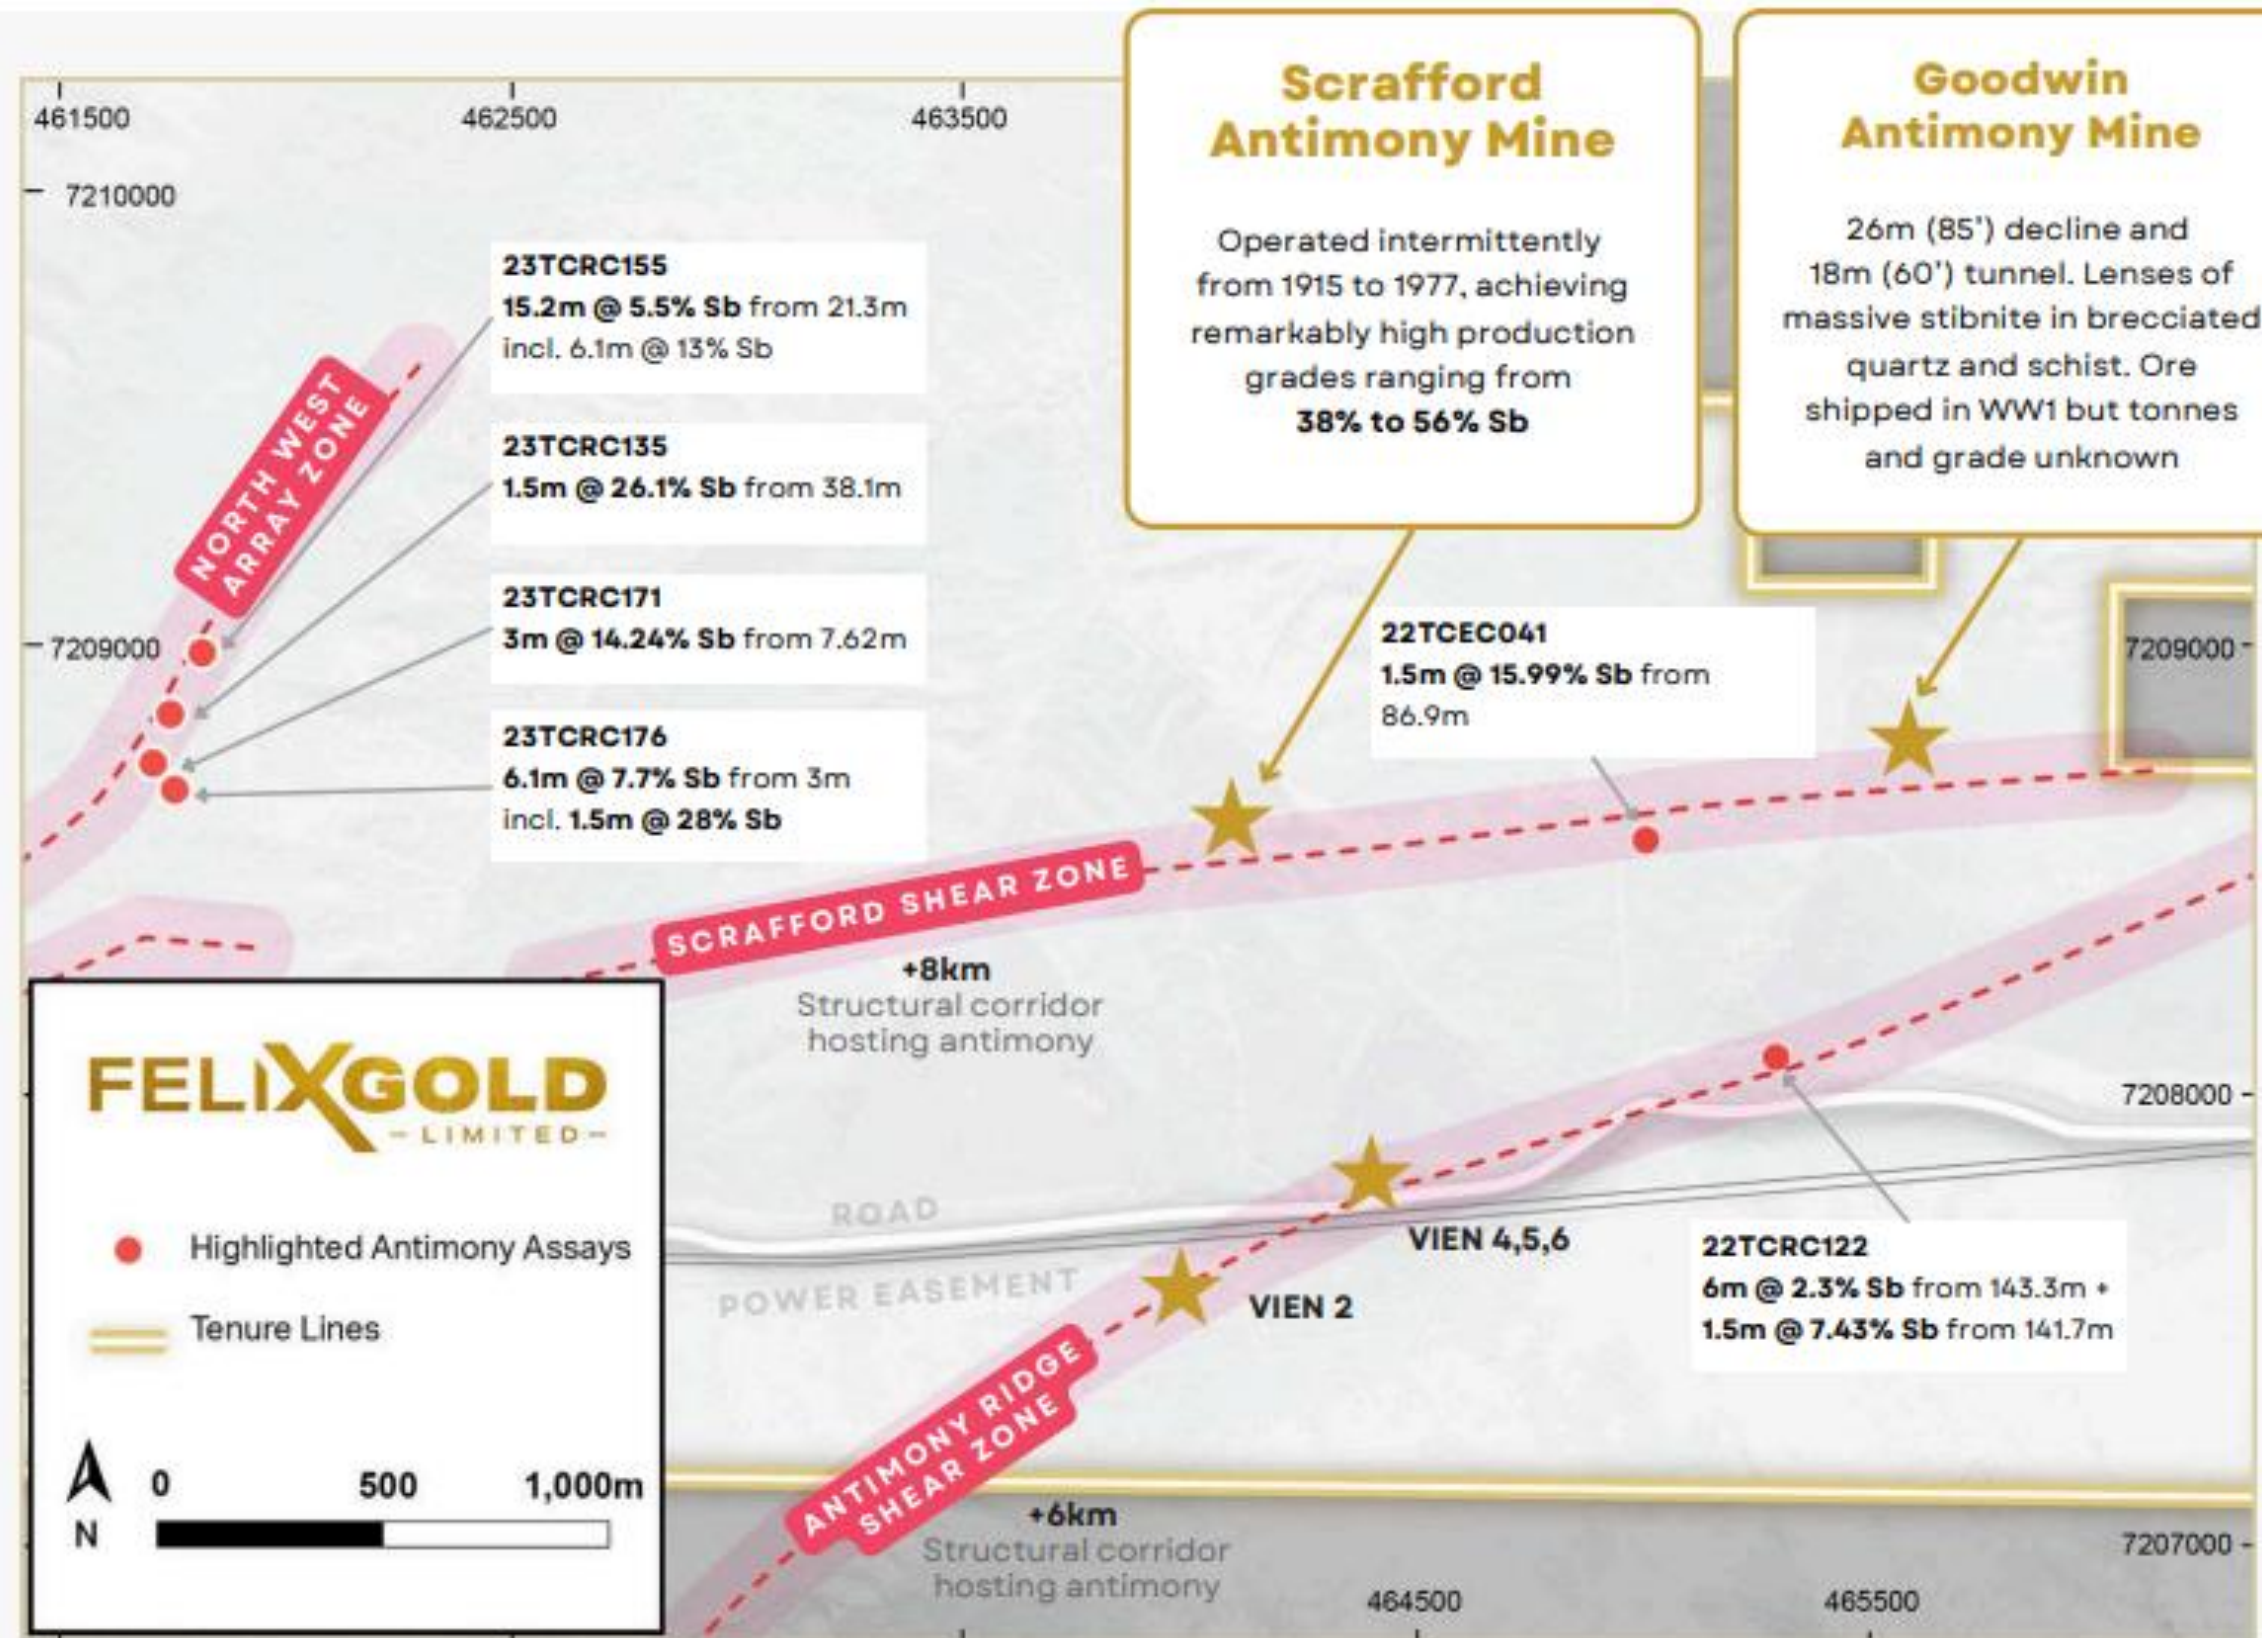 461500
462500
463500
7210000
7209000
Scrafford
Antimony Mine
Operated intermittently
from 1915 to 1977, achieving
remarkably high production
grades ranging from
38% to 56% Sb
Goodwin
Antimony Mine
26m (85') decline and
18m (60') tunnel. Lenses of
massive stibnite in brecciated
quartz and schist. Ore
shipped in WW1 but tonnes
and grade unknown
23TCRC155
15.2m @ 5.5% Sb from 21.3m
incl. 6.1m @ 13% Sb
23TCRC135
1.5m @ 26.1% Sb from 38.1m
23TCRC171
3m @ 14.24% Sb from 7.62m
23TCRC176
6.1m @ 7.7% Sb from 3m
incl. 1.5m @ 28% Sb
NORTH WEST
ARRAY ZONE
22TCEC041
1.5m @ 15.99% Sb from
86.9m
7209000
SCRAFFORD SHEAR ZONE
+8km
Structural corridor
hosting antimony
7208000
ROAD
POWER EASEMENT
VIEN 4,5,6
VIEN 2
22TCRC122
6m @ 2.3% Sb from 143.3m +
1.5m @ 7.43% Sb from 141.7m
ANTIMONY RIDGE
SHEAR ZONE
+6km
Structural corridor
hosting antimony
7207000
464500
465500
FELIXGOLD
LIMITED
Highlighted Antimony Assays
Tenure Lines
N
0 500 1,000m